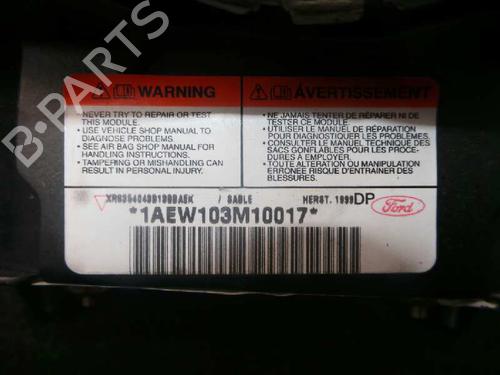 WARNING
- NEVER TRY TO REPAIR OR TEST
THIS MODULE.
• USE VEHICLE SHOP MANUAL TO
DIAGNOSE PROBLEMS.
• SEE AIR BAG SHOP MANUAL FOR
HANDLING INSTRUCTIONS.
• TAMPERING OR MISHANDLING CAN
RESULT IN PERSONAL INJURY.
AVERTISSEMENT
• NE JAMAIS TENTER DE RÉPARER NI DE
TESTER CE MODULE.
• UTILISER LE MANUEL DE RÉPARATION
POUR DIAGNOSTIQUER LES PROBLÈMES.
• CONSULTER LE MANUEL TECHNIQUE DES
SACS GONFLABLES POUR LES PROCÉ-
DURES À EMPLOYER.
• TOUTE ALTÉRATION OU MANIPULATION
ERRONÉE RISQUE D'ENTRAÎNER DES
BLESSURES.
/ SABLE HERST. 1999 DP
*1AEW103M10017*
Ford
B-PARTS